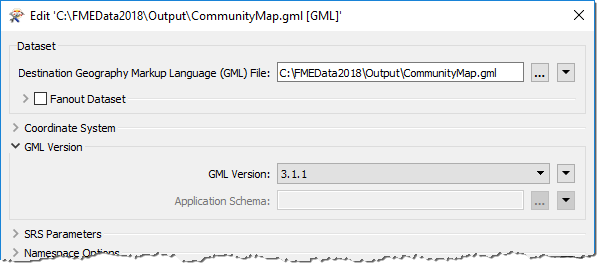 Edit 'C:\FMEData2018\Output\CommunityMap.gml [GML]'
Dataset
Destination Geography Markup Language (GML) File: C:\FMEData2018\Output\CommunityMap.gml ...
Fanout Dataset
Coordinate System
GML Version
GML Version: 3.1.1
Application Schema: ...
SRS Parameters
Namespace Options